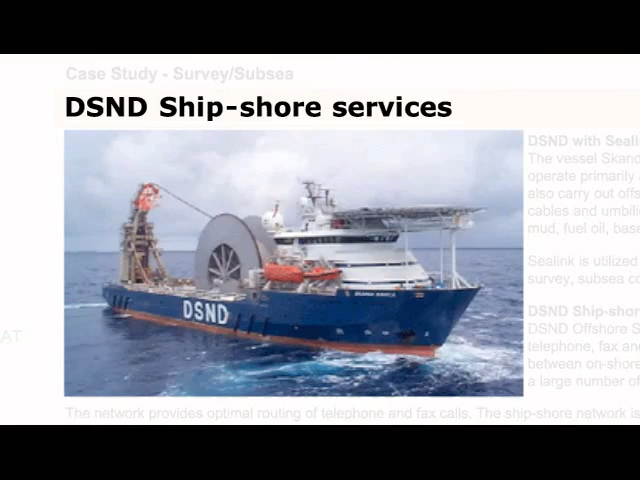 Case Study - Survey/Subsea
DSND Ship-shore services
DSND with Seali
The vessel Skand
operate primarily a
also carry out offs
cables and umbili
mud, fuel oil, base
Sealink is utilized
survey, subsea co
DSND Ship-shor
DSND Offshore S
telephone, fax and
between on-shore
a large number of
DSND
AT
The network provides optimal routing of telephone and fax calls. The ship-shore network is